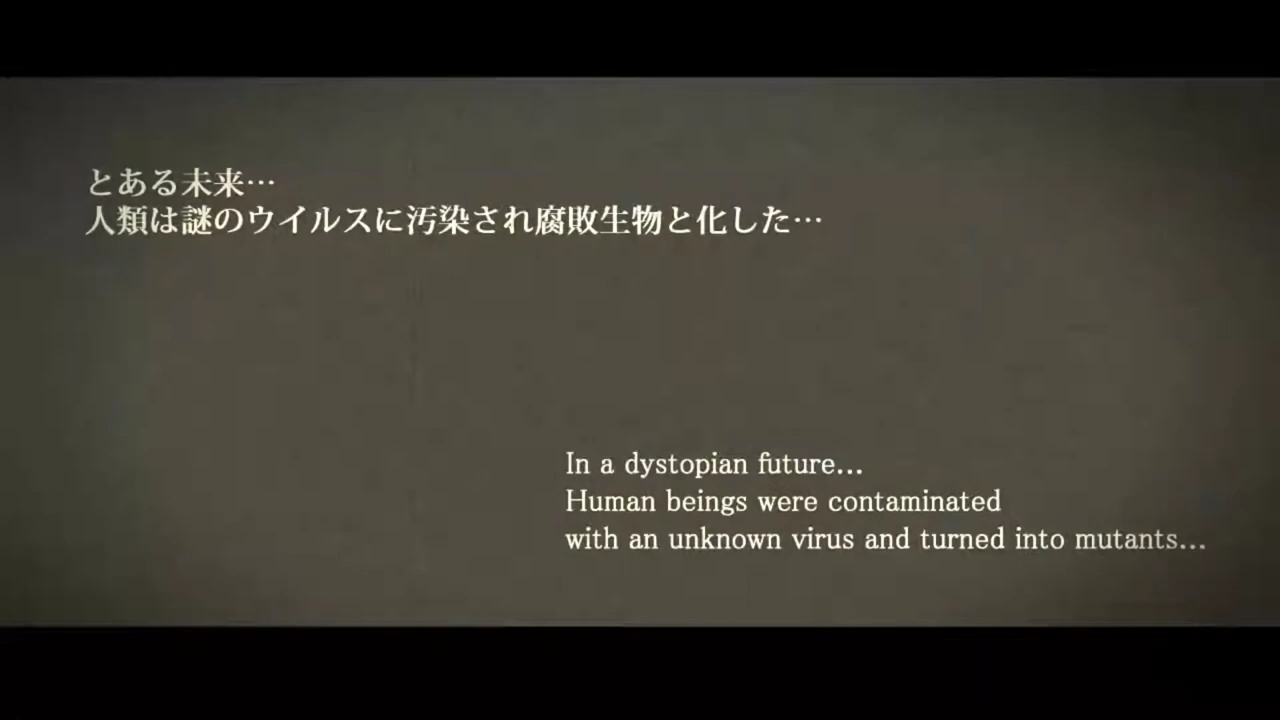 とある未来…
人類は謎のウイルスに汚染され腐敗生物と化した…
In a dystopian future...
Human beings were contaminated
with an unknown virus and turned into mutants...